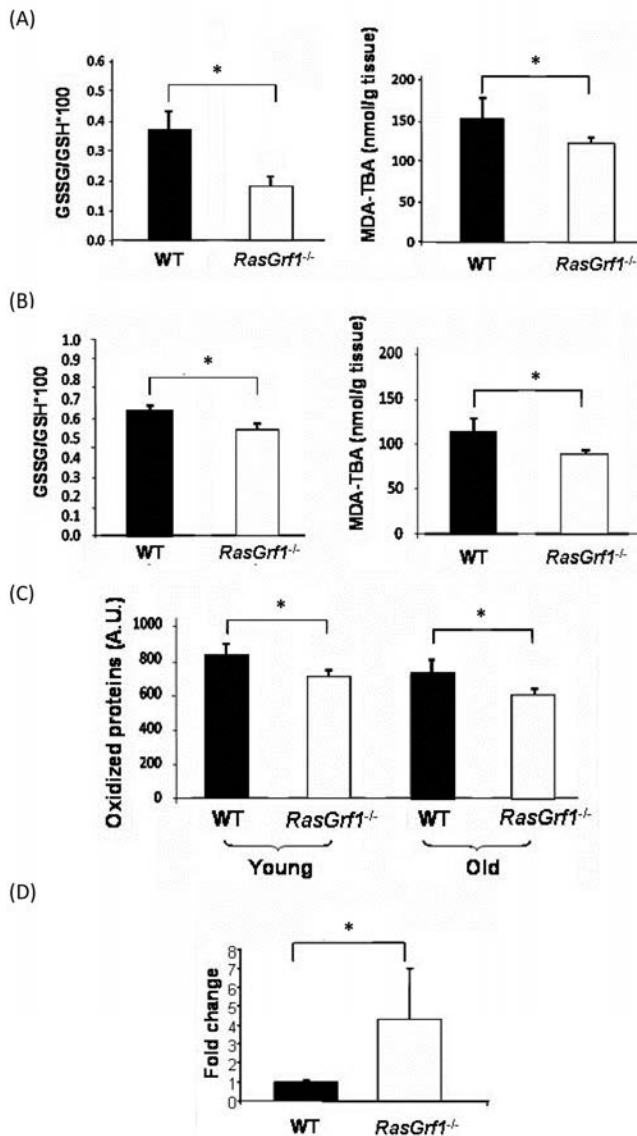 (A)
GSSG/GSH*100
0.6
0.5
0.4
0.3
0.2
0.1
0.0
*
WT
RasGrf1-/-
MDA-TBA (nmol/g tissue)
200
150
100
50
0
*
WT
RasGrf1-/-
(B)
GSSG/GSH*100
1.0
0.9
0.8
0.7
0.6
0.5
0.4
0.3
0.2
0.1
0.0
*
WT
RasGrf1-/-
MDA-TBA (nmol/g tissue)
200
150
100
50
0
*
WT
RasGrf1-/-
(C)
Oxidized proteins (A.U.)
1000
800
600
400
200
0
*
*
WT
RasGrf1-/-
WT
RasGrf1-/-
Young
Old
(D)
Fold change
8
7
6
5
4
3
2
1
0
*
WT
RasGrf1-/-